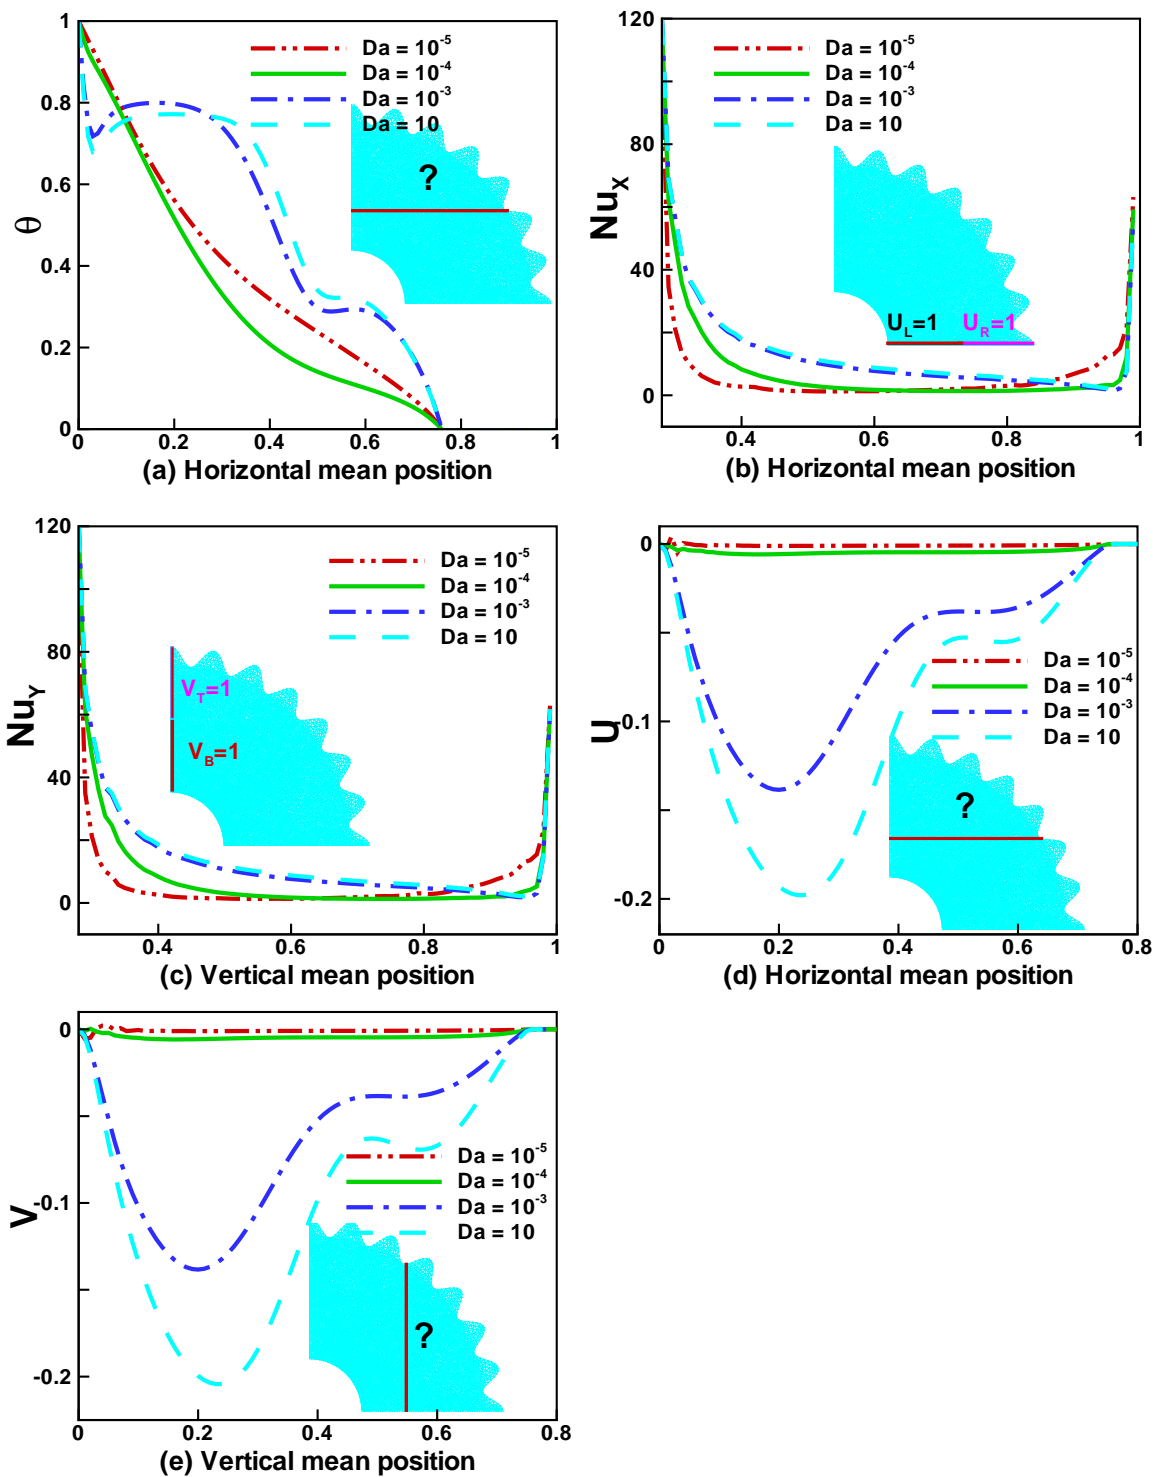 1
0.8
0.6
0.4
0.2
0
θ
Da = 10⁻⁵
Da = 10⁻⁴
Da = 10⁻³
Da = 10
?
0 0.2 0.4 0.6 0.8 1
(a) Horizontal mean position
120
80
40
0
Nu_X
Da = 10⁻⁵
Da = 10⁻⁴
Da = 10⁻³
Da = 10
U_L=1 U_R=1
0.4 0.6 0.8 1
(b) Horizontal mean position
120
80
40
0
Nu_Y
Da = 10⁻⁵
Da = 10⁻⁴
Da = 10⁻³
Da = 10
V_T=1
V_B=1
0.4 0.6 0.8 1
(c) Vertical mean position
0
-0.1
-0.2
U
Da = 10⁻⁵
Da = 10⁻⁴
Da = 10⁻³
Da = 10
?
0 0.2 0.4 0.6 0.8
(d) Horizontal mean position
0
-0.1
-0.2
V
Da = 10⁻⁵
Da = 10⁻⁴
Da = 10⁻³
Da = 10
?
0 0.2 0.4 0.6 0.8
(e) Vertical mean position